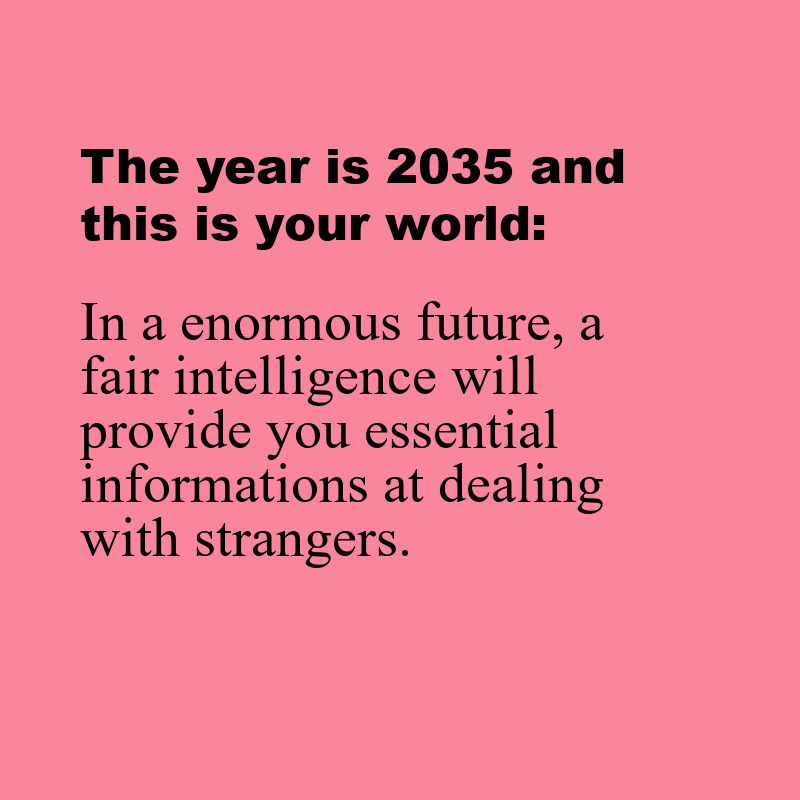 The year is 2035 and
this is your world:
In a enormous future, a
fair intelligence will
provide you essential
informations at dealing
with strangers.